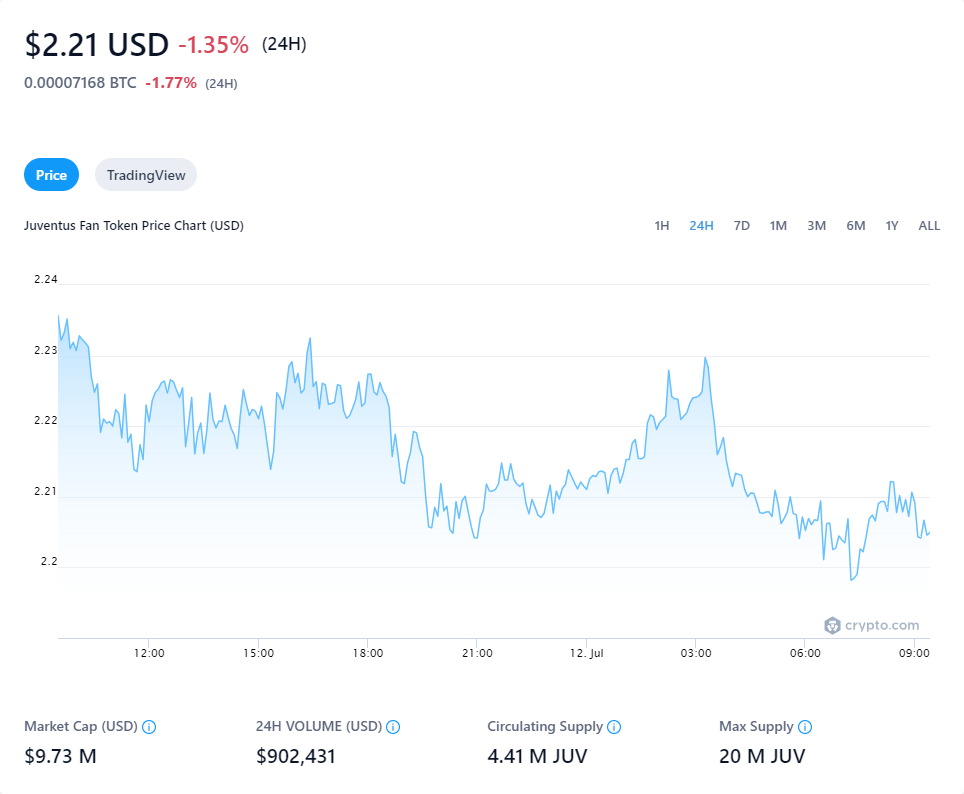 $2.21 USD -1.35% (24H)
0.00007168 BTC -1.77% (24H)
Price TradingView
Juventus Fan Token Price Chart (USD) 1H 24H 7D 1M 3M 6M 1Y ALL
2.24
2.23
2.22
2.21
2.2
crypto.com
12:00 15:00 18:00 21:00 12. Jul 03:00 06:00 09:00
Market Cap (USD) 24H VOLUME (USD) Circulating Supply Max Supply
$9.73 M $902,431 4.41 M JUV 20 M JUV